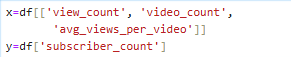 x=df[['view_count', 'video_count',
'avg_views_per_video']]
y=df['subscriber_count']